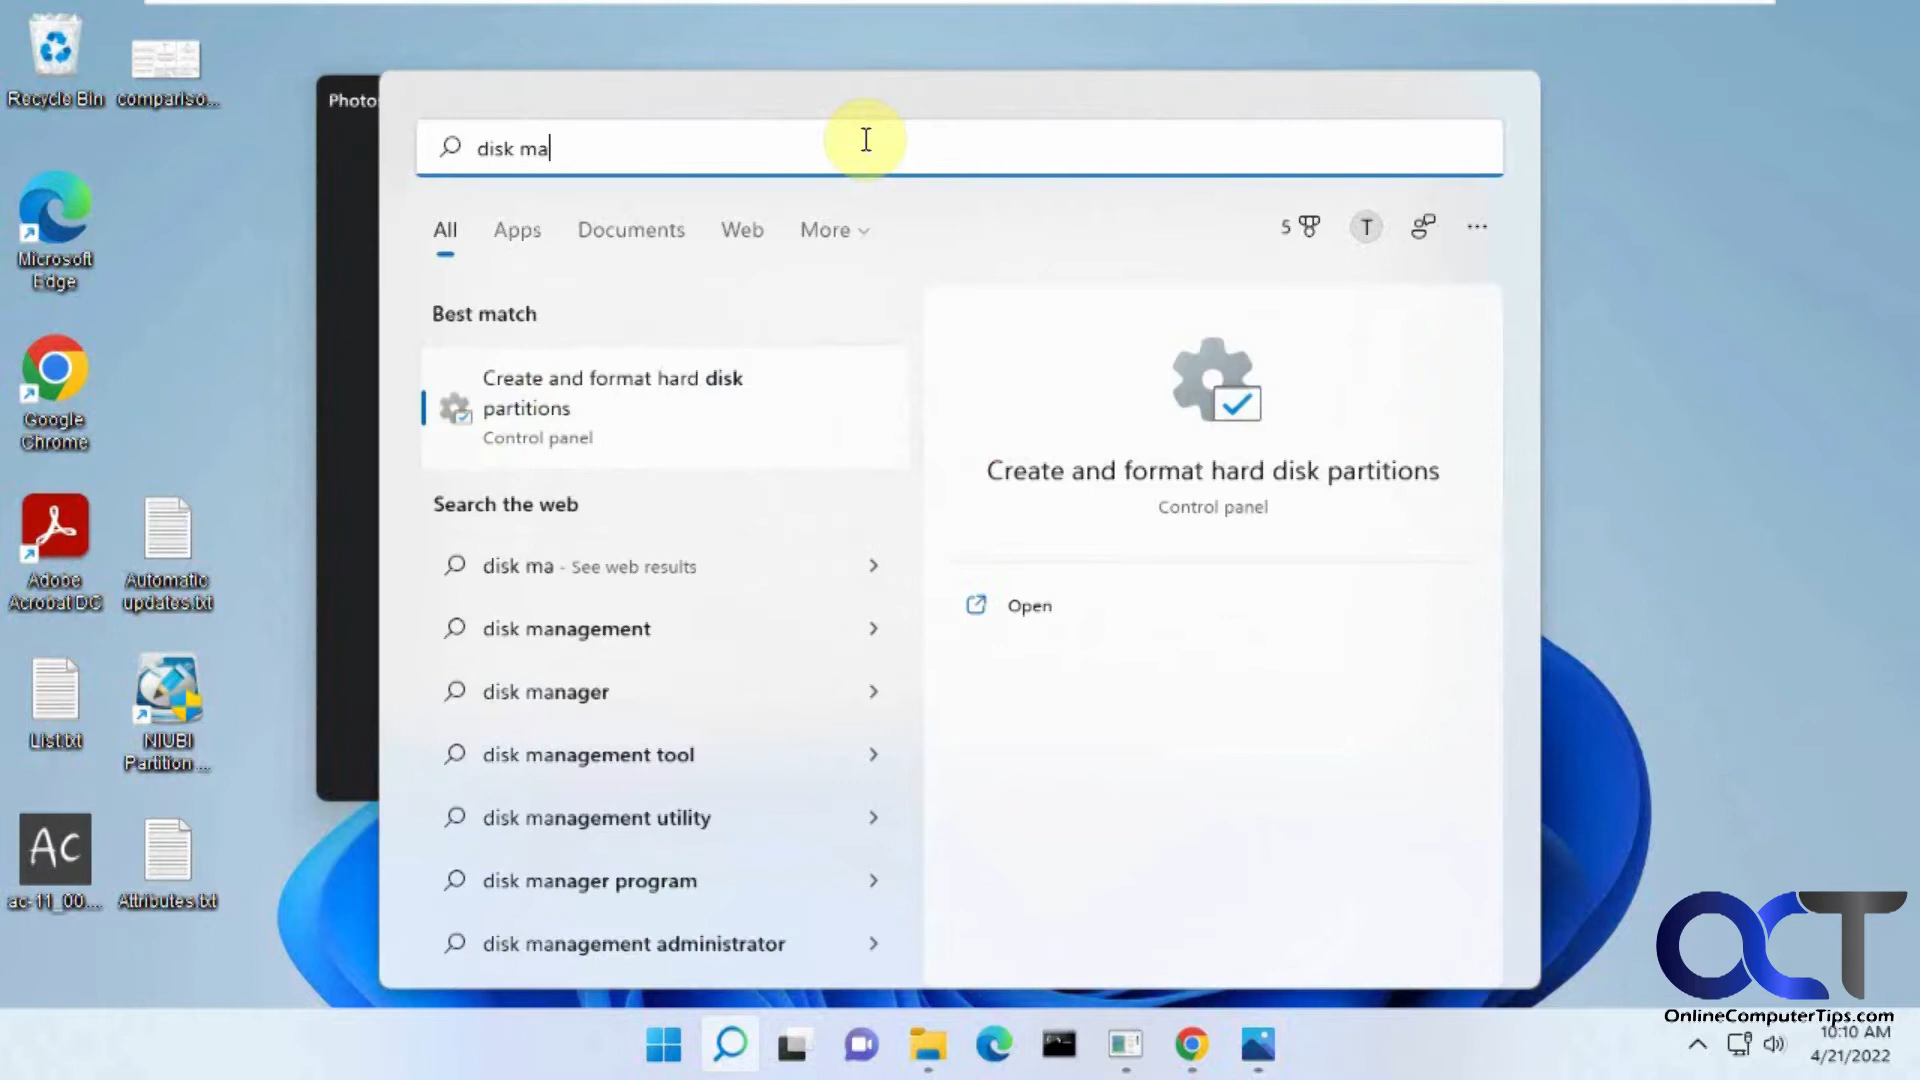 Recycle Bin
compariso...
Microsoft
Edge
Google
Chrome
Adobe
Acrobat DC
Automatic
updates.txt
List.txt
NIUBI
Partition ...
Ac
ac-11_00....
Attributes.txt
Photo
disk ma
All
Apps
Documents
Web
More
5
T
Best match
Create and format hard disk
partitions
Control panel
Search the web
disk ma - See web results
disk management
disk manager
disk management tool
disk management utility
disk manager program
disk management administrator
Create and format hard disk partitions
Control panel
Open
OCT
OnlineComputerTips.com
10:10 AM
4/21/2022